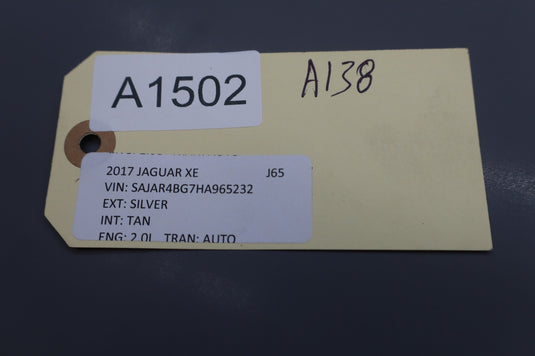 A1502
A138
2017 JAGUAR XE J65
VIN: SAJAR4BG7HA965232
EXT: SILVER
INT: TAN
ENG: 2.0L TRAN: AUTO